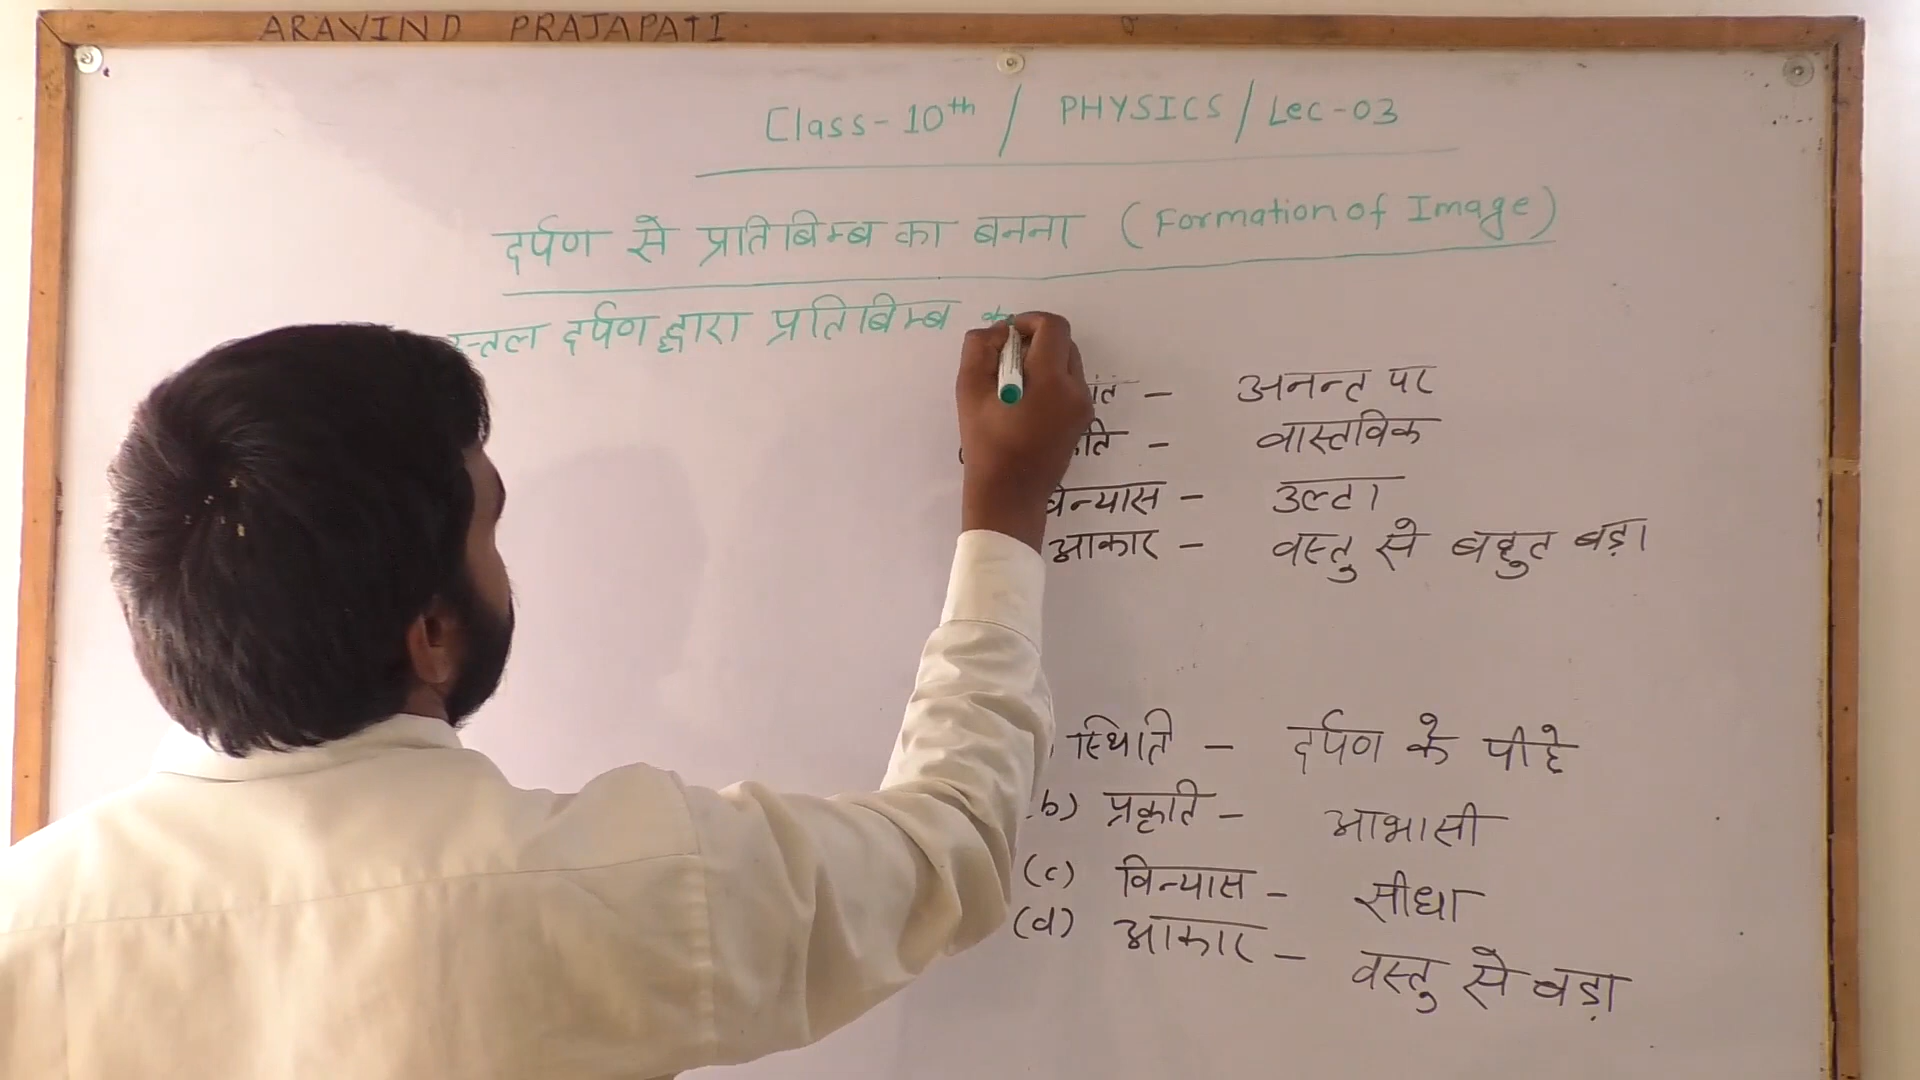 ARAVIND PRAJAPATI
Class-10th / PHYSICS / Lec-03
दर्पण से प्रतिबिम्ब का बनना (Formation of Image)
दर्पण द्वारा प्रतिबिम्ब
- अनन्त पर
- वास्तविक
विन्यास - उल्टा
आकार - वस्तु से बहुत बड़ा
स्थिति - दर्पण के पीछे
(b) प्रकृति - आभासी
(c) विन्यास - सीधा
(d) आकार - वस्तु से बड़ा